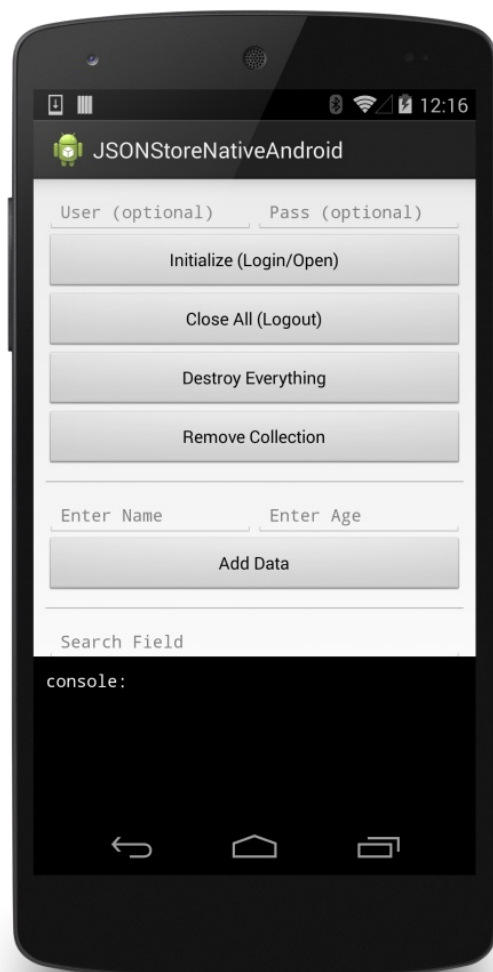 12:16
JSONStoreNativeAndroid
User (optional) Pass (optional)
Initialize (Login/Open)
Close All (Logout)
Destroy Everything
Remove Collection
Enter Name Enter Age
Add Data
Search Field
console: